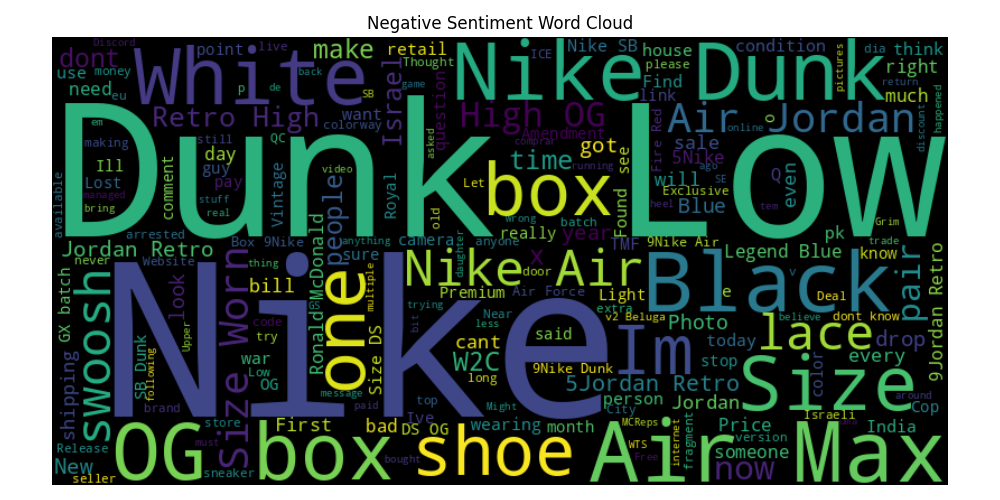 Negative Sentiment Word Cloud
Discord
dont
White
point
live
make
retail
Thought
Nike Dunk
ICE
Nike SB
house
please
condition
dia
think
pictures
right
use
money
need
eu
P
de
back
SB
game
Find
link
much
return
Retro High
want
colorway
Israel
question
High OG
Amendment
Air Jordan
online
o
discount
happened
Dunk Low
em
making
still
QC
day
guy
Ill
Lost
pay
managed
bring
stuff
real
available
comment
arrested
Vintage
video
people
Royal
asked
old
comprar
running
Let
time
got
box
wrong
batch
really
year
Found
see
sale
5Nike
Fire Red
ago
SE
will
Exclusive
Blue
heel
even
Q
tem
Grim
pk
trade
know
Jordan Retro
never
Website
Box
9Nike
anything
sure
camera
anyone
daughter
x
door
TMF
9Nike Air
Legend Blue
v
e
Deal
dont know
believe
pair
9Jordan Retro
GX batch
swoosh
look
Size Worn
thing
bill
code
try
war
Low
OG
GS
Ronald
McDonald
one
multiple
Size DS
message
paid
Nike
Nike Air
Premium
Air Force
Light
extra
v2 Beluga
Black
trying
bit
Near
less
cant
said
W2C
long
9Nike Dunk
Im
Photo
stop
today
lace
drop
every
color
5Jordan Retro
person
Jordan
Size
shipping
SB Dunk
following
Upper
brand
store
First
bad
top
Ive
DS OG
Might
wearing
month
City
MCReps
fragment
Price
version
Israeli
India
around
Cop
Release
New
seller
OG box
sneaker
must
bought
shoe
Air Max
WTS
Free
internet
someone
now